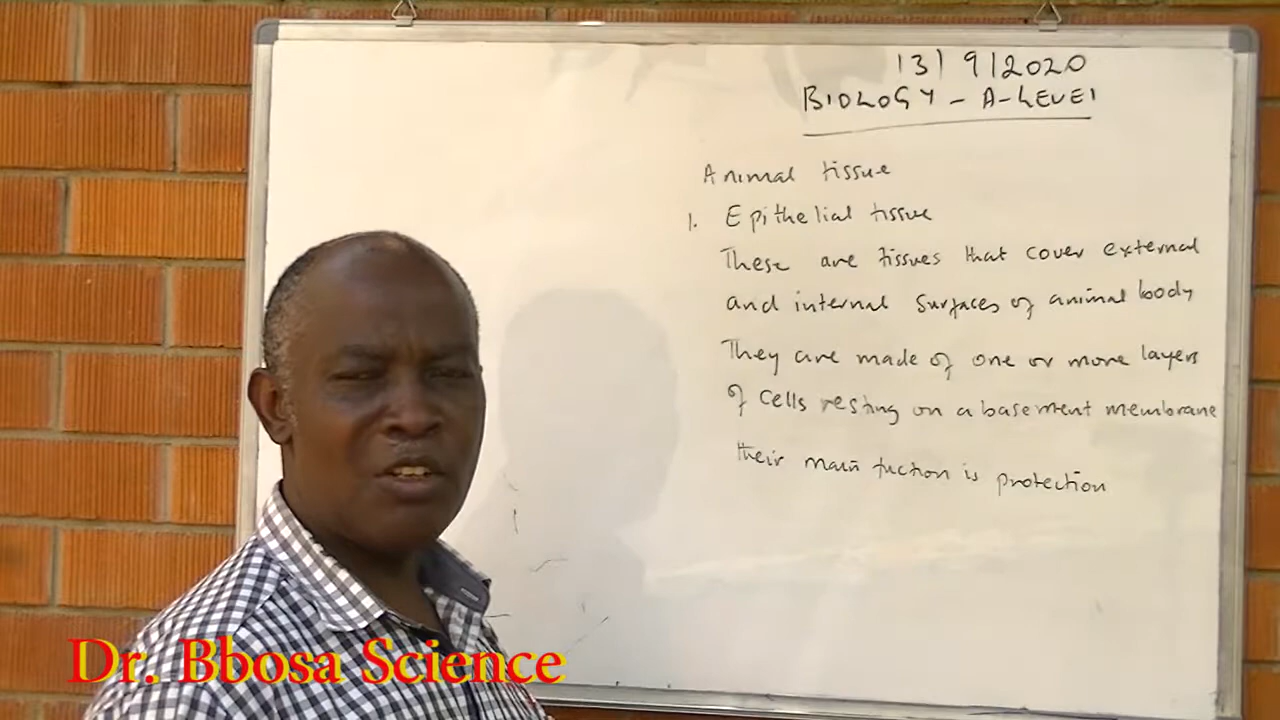 13/9/2020
BIOLOGY - A-LEVEl
Animal tissue
1. Epithelial tissue
These are tissues that cover external
and internal surfaces of animal body
They are made of one or more layers
of cells resting on a basement membrane
their main fuction is protection
Dr. Bbosa Science